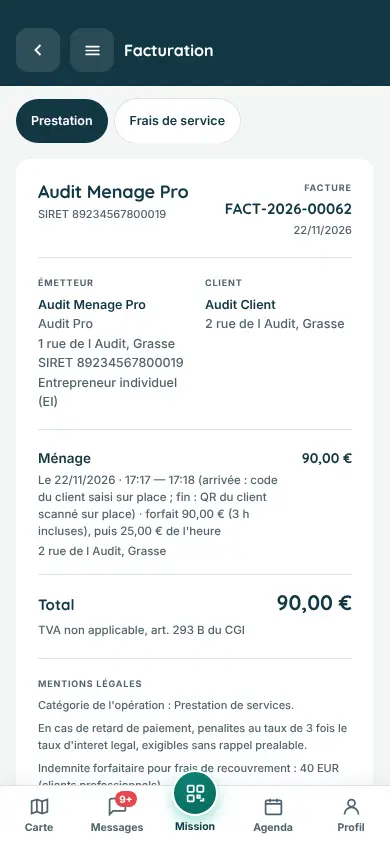 Facturation
Prestation
Frais de service
Audit Menage Pro
SIRET 89234567800019
FACTURE
FACT-2026-00062
22/11/2026
ÉMETTEUR
Audit Menage Pro
Audit Pro
1 rue de l Audit, Grasse
SIRET 89234567800019
Entrepreneur individuel
(EI)
CLIENT
Audit Client
2 rue de l Audit, Grasse
Ménage
90,00 €
Le 22/11/2026 · 17:17 — 17:18 (arrivée : code
du client saisi sur place ; fin : QR du client
scanné sur place) · forfait 90,00 € (3 h
incluses), puis 25,00 € de l'heure
2 rue de l Audit, Grasse
Total
90,00 €
TVA non applicable, art. 293 B du CGI
MENTIONS LÉGALES
Catégorie de l'opération : Prestation de services.
En cas de retard de paiement, penalites au taux de 3 fois le
taux d'interet legal, exigibles sans rappel prealable.
Indemnite forfaitaire pour frais de recouvrement : 40 EUR
(clients professionnels)
Carte
9+
Messages
Mission
Agenda
Profil